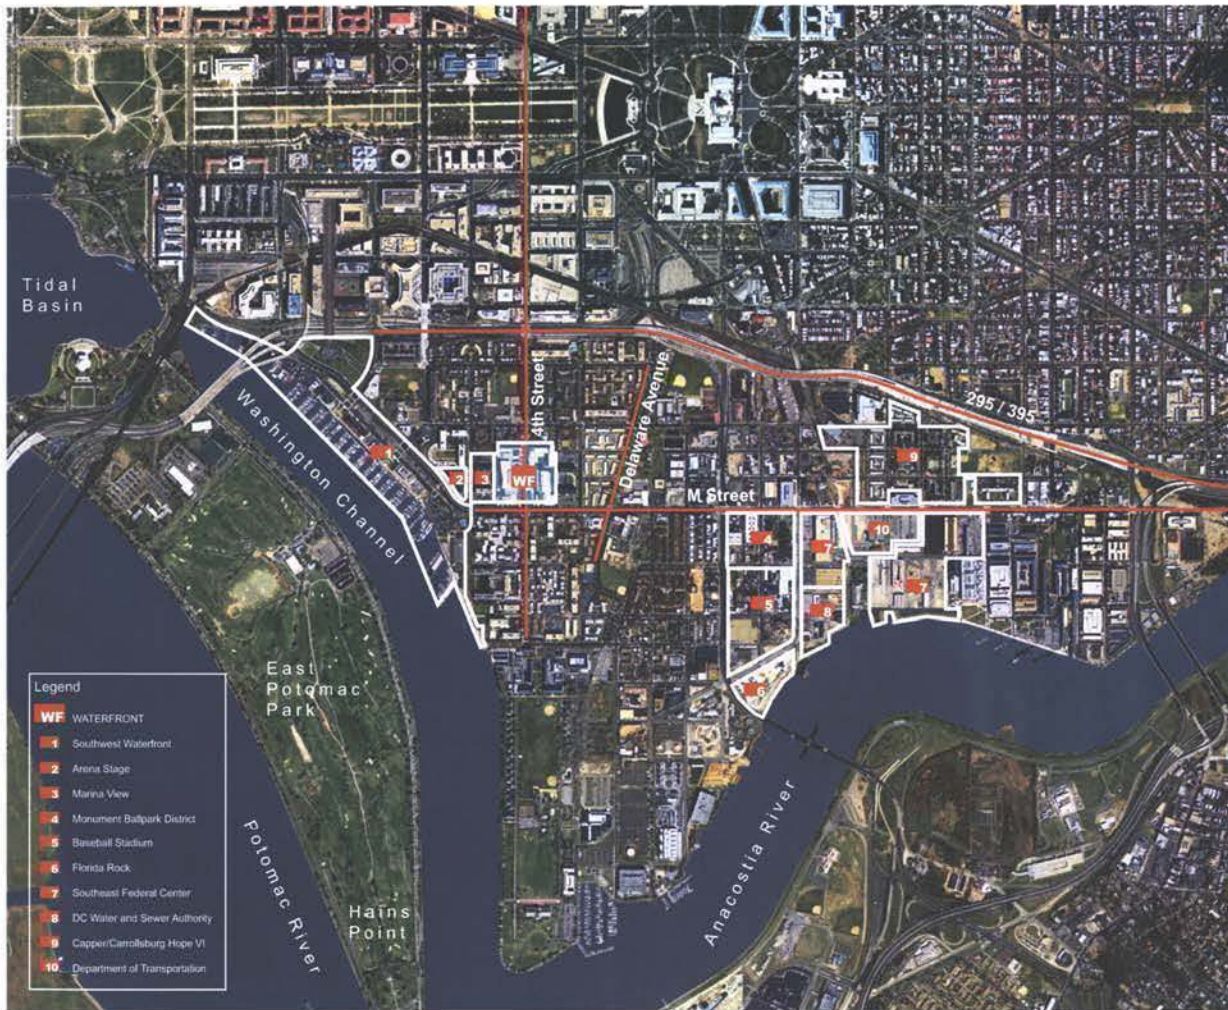 Tidal
Basin
Washington Channel
4th Street
Delaware Avenue
295 / 395
M Street
1
2
3
WF
9
10
4
7
7
5
8
6
East
Potomac
Park
Potomac River
Hains
Point
Anacostia River
Legend
WF WATERFRONT
1 Southwest Waterfront
2 Arena Stage
3 Marina View
4 Monument Ballpark District
5 Baseball Stadium
6 Florida Rock
7 Southeast Federal Center
8 DC Water and Sewer Authority
9 Capper/Carrollsburg Hope VI
10 Department of Transportation